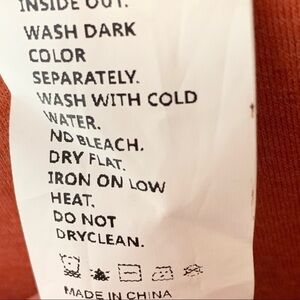 INSIDE OUT.
WASH DARK
COLOR
SEPARATELY.
WASH WITH COLD
WATER.
NO BLEACH.
DRY FLAT.
IRON ON LOW
HEAT.
DO NOT
DRYCLEAN.
MADE IN CHINA